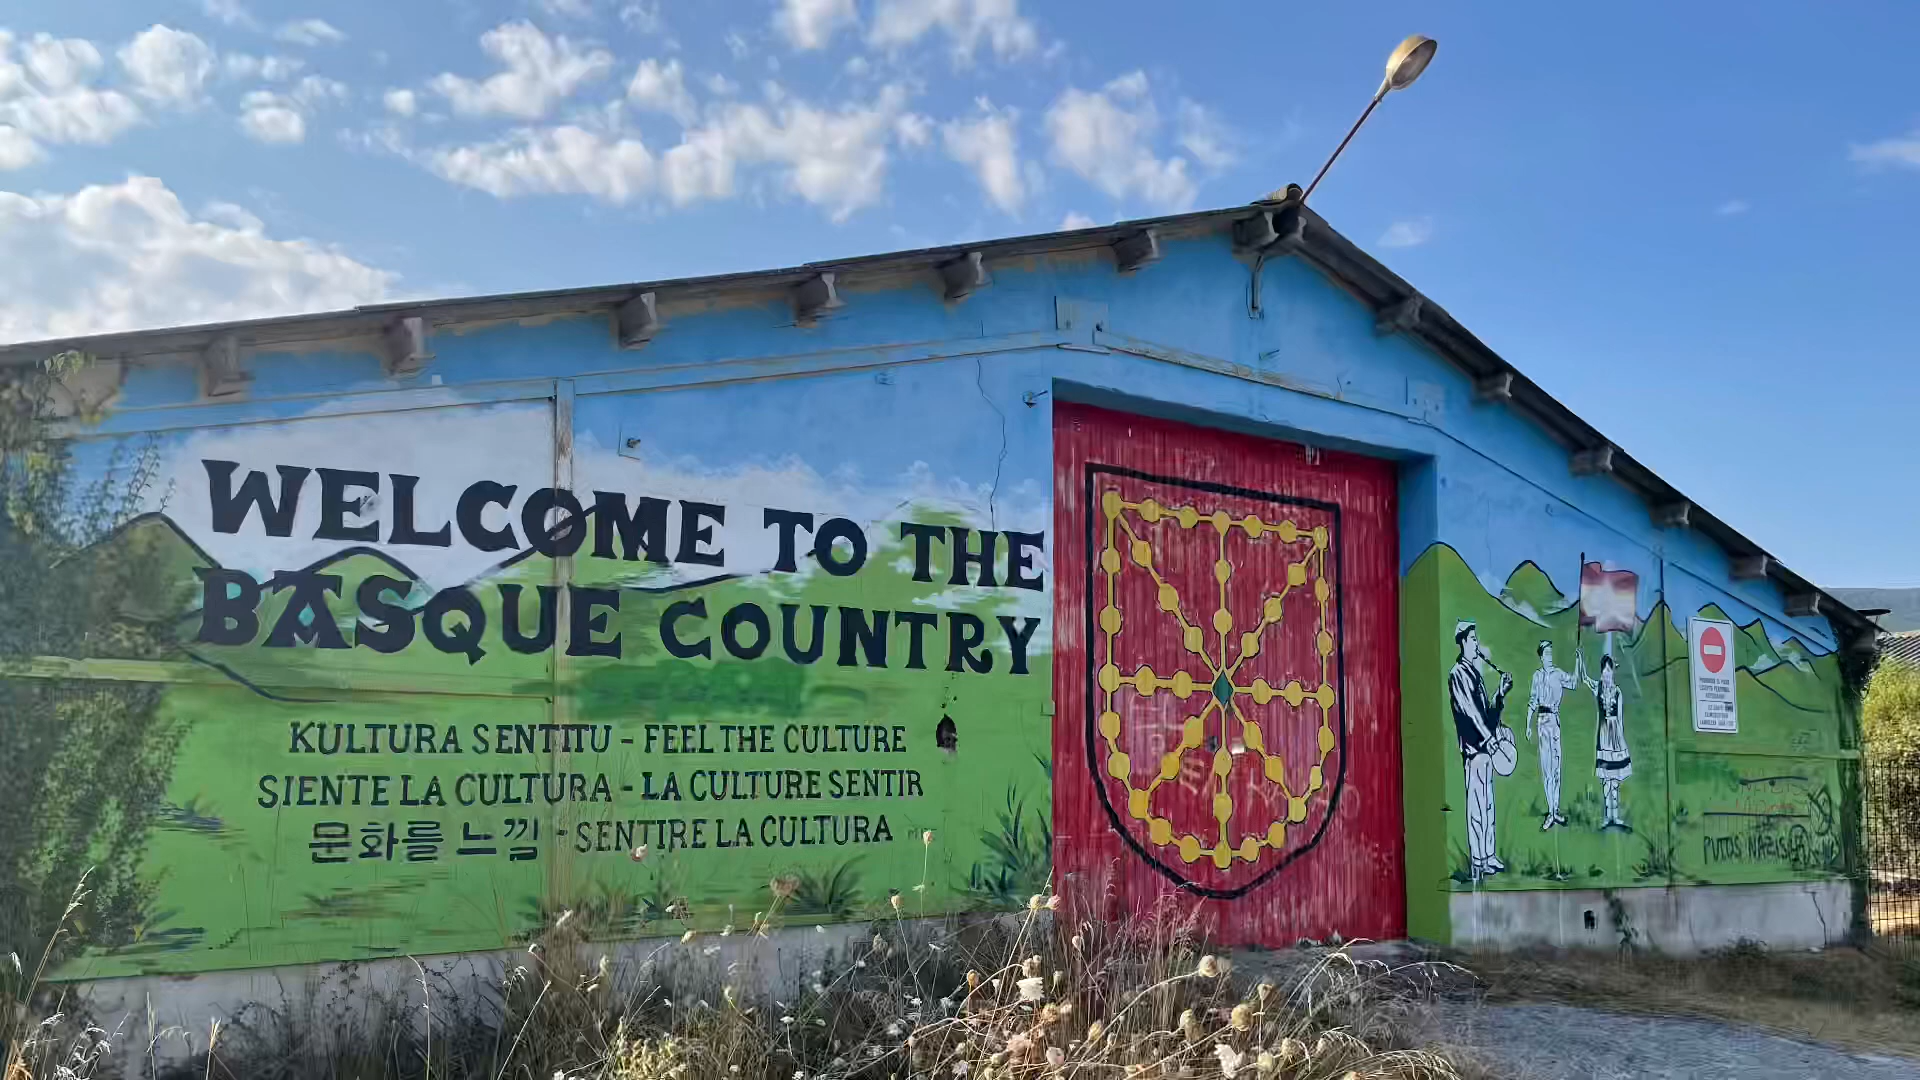 WELCOME TO THE
BASQUE COUNTRY
KULTURA SENTITU - FEEL THE CULTURE
SIENTE LA CULTURA - LA CULTURE SENTIR
문화를 느낌 - SENTIRE LA CULTURA
PUTOS NAZIS